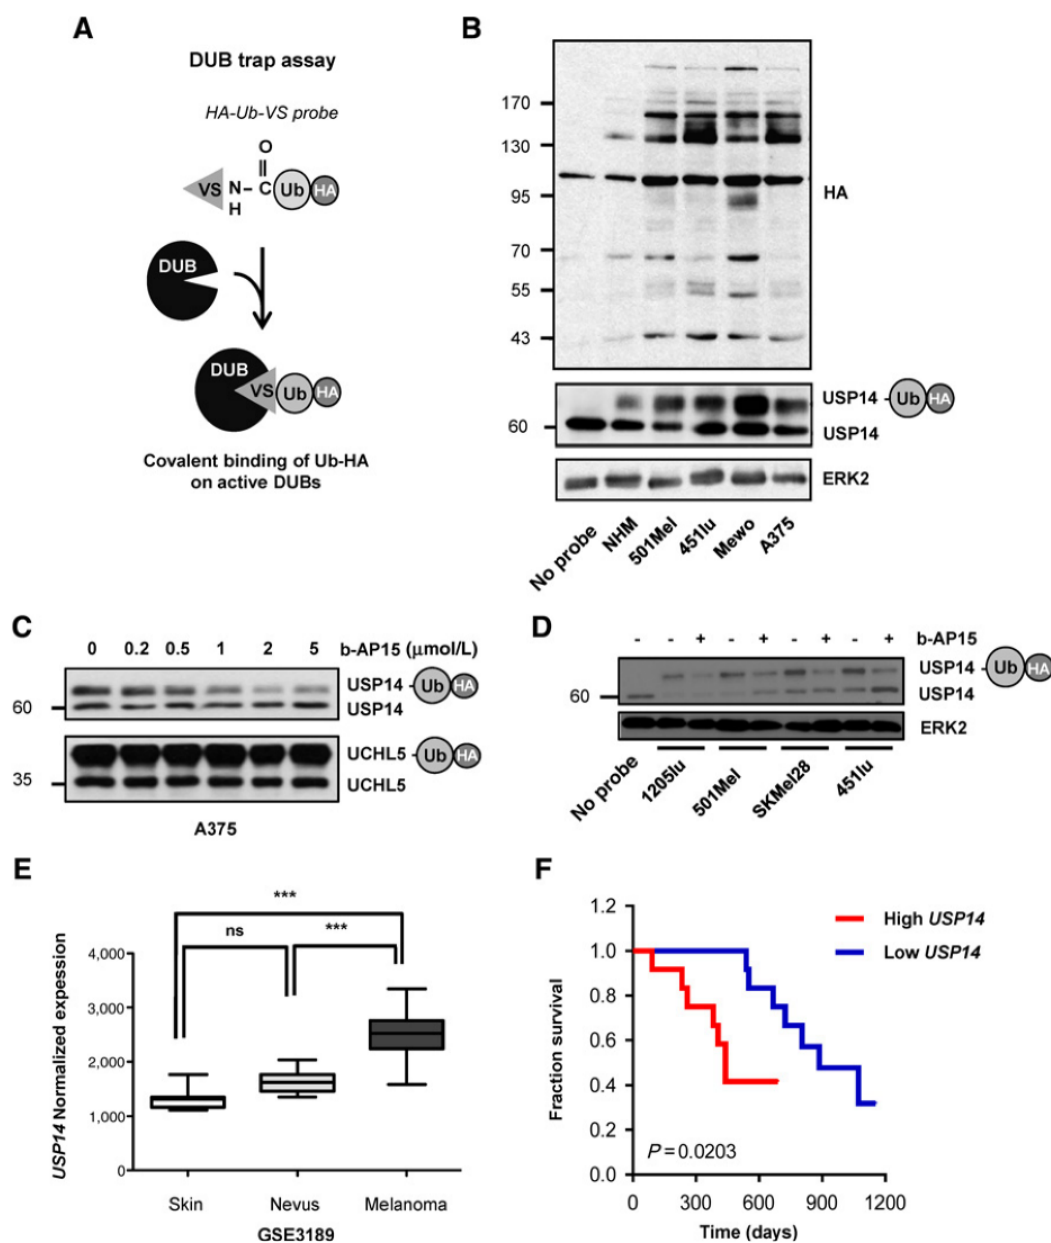 A
DUB trap assay
HA-Ub-VS probe
O
VS N – C Ub HA
H
DUB
DUB
VS Ub HA
Covalent binding of Ub-HA
on active DUBs
B
170
130
95
70
55
43
HA
USP14 - Ub HA
60
USP14
ERK2
No probe
NHM
501Mel
451lu
Mewo
A375
C
0 0.2 0.5 1 2 5 b-AP15 (μmol/L)
USP14 - Ub HA
60
USP14
UCHL5 - Ub HA
35
UCHL5
A375
D
- - + - + - + - + b-AP15
USP14 - Ub HA
60
USP14
ERK2
No probe
1205lu
501Mel
SKMel28
451lu
E
***
ns
***
USP14 Normalized expession
4,000
3,000
2,000
1,000
0
Skin Nevus Melanoma
GSE3189
F
High USP14
Low USP14
Fraction survival
1.2
1.0
0.8
0.6
0.4
0.2
0.0
P = 0.0203
0 300 600 900 1200
Time (days)